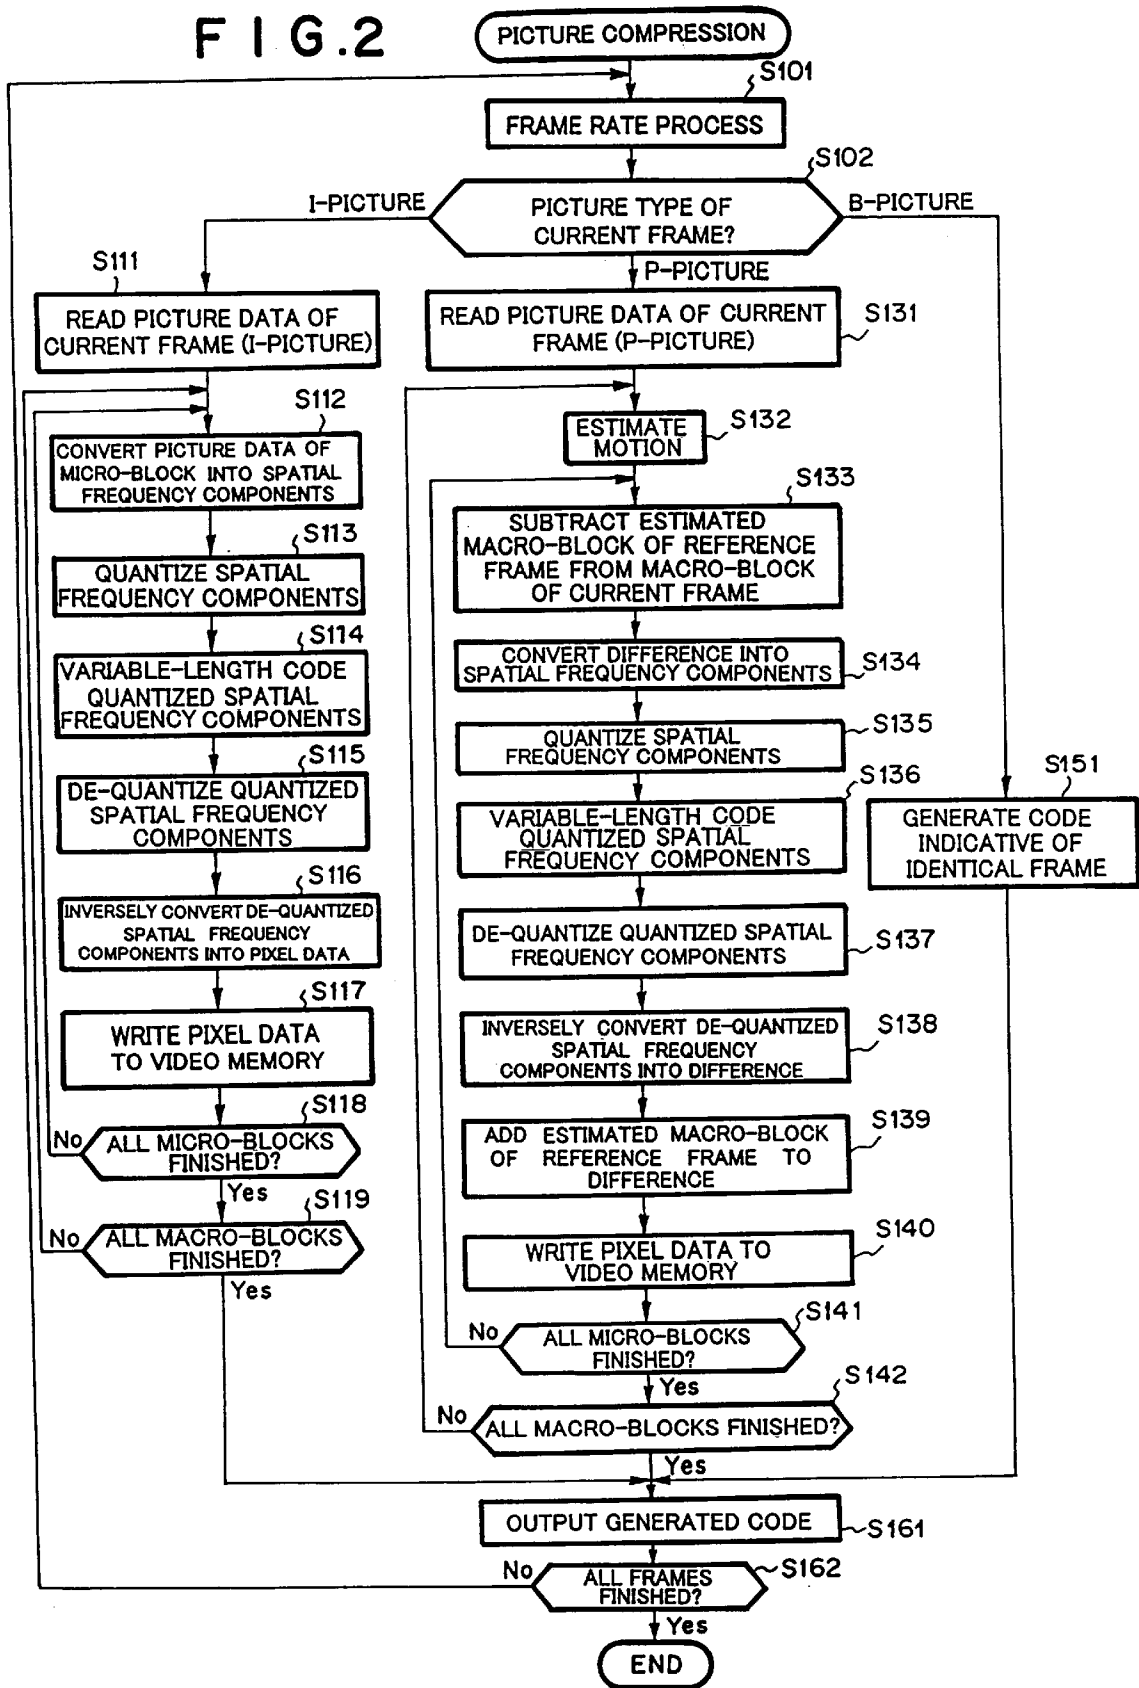 FIG.2
PICTURE COMPRESSION
S101
FRAME RATE PROCESS
S102
PICTURE TYPE OF
CURRENT FRAME?
I-PICTURE
B-PICTURE
P-PICTURE
S111
READ PICTURE DATA OF
CURRENT FRAME (I-PICTURE)
S112
CONVERT PICTURE DATA OF
MICRO-BLOCK INTO SPATIAL
FREQUENCY COMPONENTS
S113
QUANTIZE SPATIAL
FREQUENCY COMPONENTS
S114
VARIABLE-LENGTH CODE
QUANTIZED SPATIAL
FREQUENCY COMPONENTS
S115
DE-QUANTIZE QUANTIZED
SPATIAL FREQUENCY
COMPONENTS
S116
INVERSELY CONVERT DE-QUANTIZED
SPATIAL FREQUENCY
COMPONENTS INTO PIXEL DATA
S117
WRITE PIXEL DATA
TO VIDEO MEMORY
S118
No
ALL MICRO-BLOCKS
FINISHED?
Yes
S119
No
ALL MACRO-BLOCKS
FINISHED?
Yes
READ PICTURE DATA OF CURRENT
FRAME (P-PICTURE)
S131
ESTIMATE
MOTION
S132
S133
SUBTRACT ESTIMATED
MACRO-BLOCK OF REFERENCE
FRAME FROM MACRO-BLOCK
OF CURRENT FRAME
CONVERT DIFFERENCE INTO
SPATIAL FREQUENCY COMPONENTS
S134
QUANTIZE SPATIAL
FREQUENCY COMPONENTS
S135
S136
VARIABLE-LENGTH CODE
QUANTIZED SPATIAL
FREQUENCY COMPONENTS
DE-QUANTIZE QUANTIZED SPATIAL
FREQUENCY COMPONENTS
S137
INVERSELY CONVERT DE-QUANTIZED
SPATIAL FREQUENCY
COMPONENTS INTO DIFFERENCE
S138
ADD ESTIMATED MACRO-BLOCK
OF REFERENCE FRAME TO
DIFFERENCE
S139
WRITE PIXEL DATA TO
VIDEO MEMORY
S140
S141
No
ALL MICRO-BLOCKS
FINISHED?
Yes
S142
No
ALL MACRO-BLOCKS FINISHED?
Yes
S151
GENERATE CODE
INDICATIVE OF
IDENTICAL FRAME
OUTPUT GENERATED CODE
S161
No
ALL FRAMES
FINISHED?
S162
Yes
END